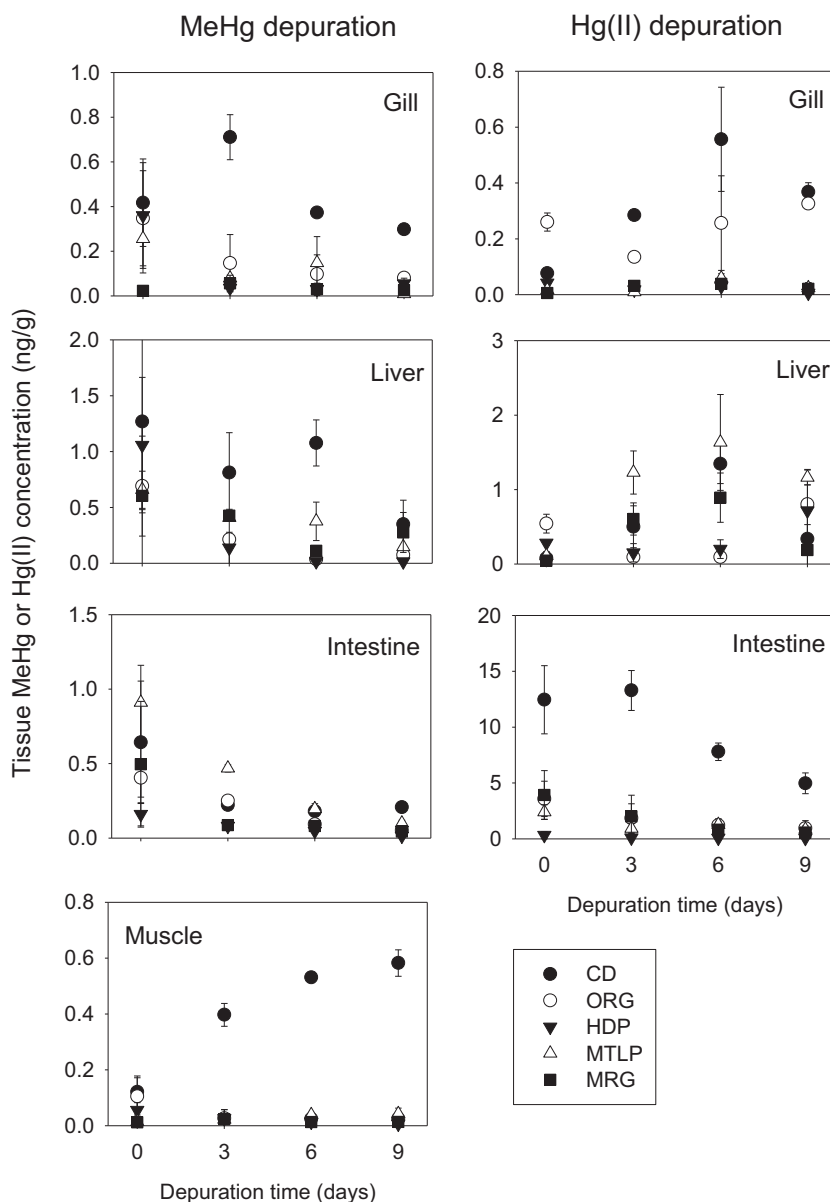 MeHg depuration
Hg(II) depuration
Tissue MeHg or Hg(II) concentration (ng/g)
1.0
0.8
0.6
0.4
0.2
0.0
Gill
0.8
0.6
0.4
0.2
0.0
Gill
2.0
1.5
1.0
0.5
0.0
Liver
3
2
1
0
Liver
1.5
1.0
0.5
0.0
Intestine
20
15
10
5
0
Intestine
0 3 6 9
Depuration time (days)
0.8
0.6
0.4
0.2
0.0
Muscle
0 3 6 9
Depuration time (days)
CD
ORG
HDP
MTLP
MRG